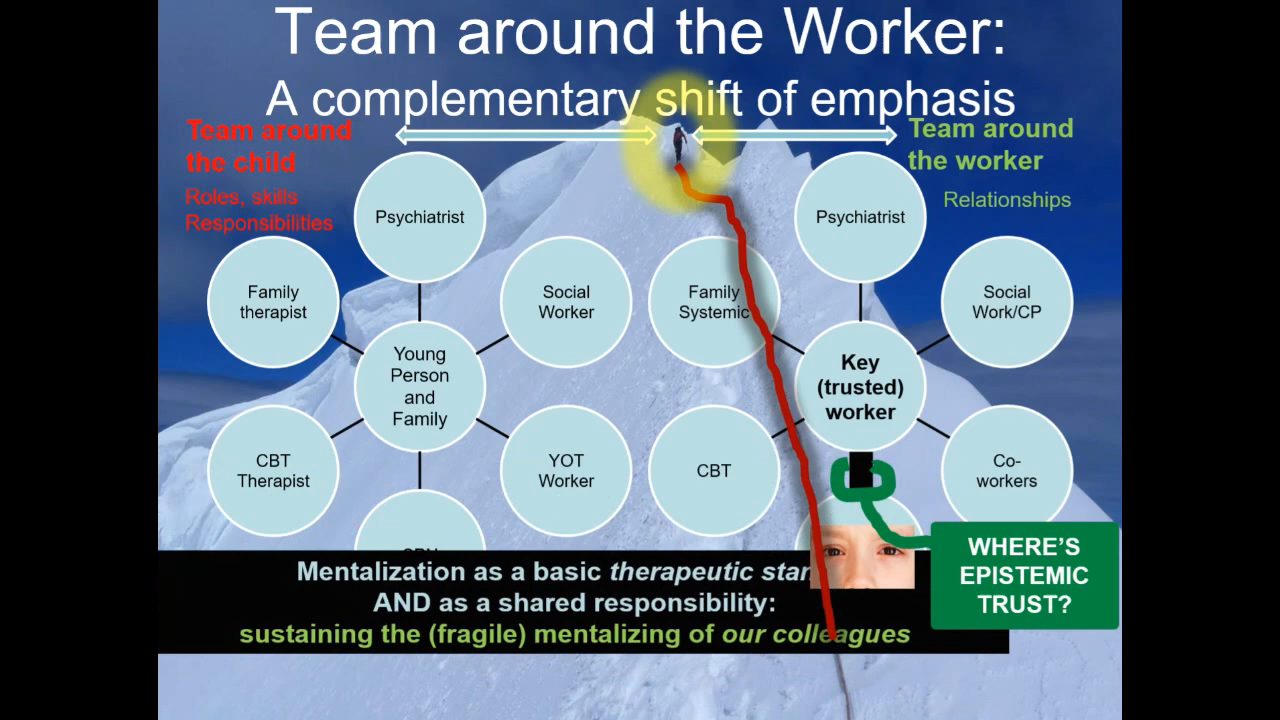 Team around the Worker:
A complementary shift of emphasis
Team around
the child
Roles, skills
Responsibilities
Team around
the worker
Relationships
Psychiatrist
Family
therapist
Social
Worker
Young
Person
and
Family
CBT
Therapist
YOT
Worker
Psychiatrist
Family
Systemic
Social
Work/CP
Key
(trusted)
worker
CBT
Co-
workers
WHERE'S
EPISTEMIC
TRUST?
Mentalization as a basic therapeutic
AND as a shared responsibility:
sustaining the (fragile) mentalizing of our colleagues